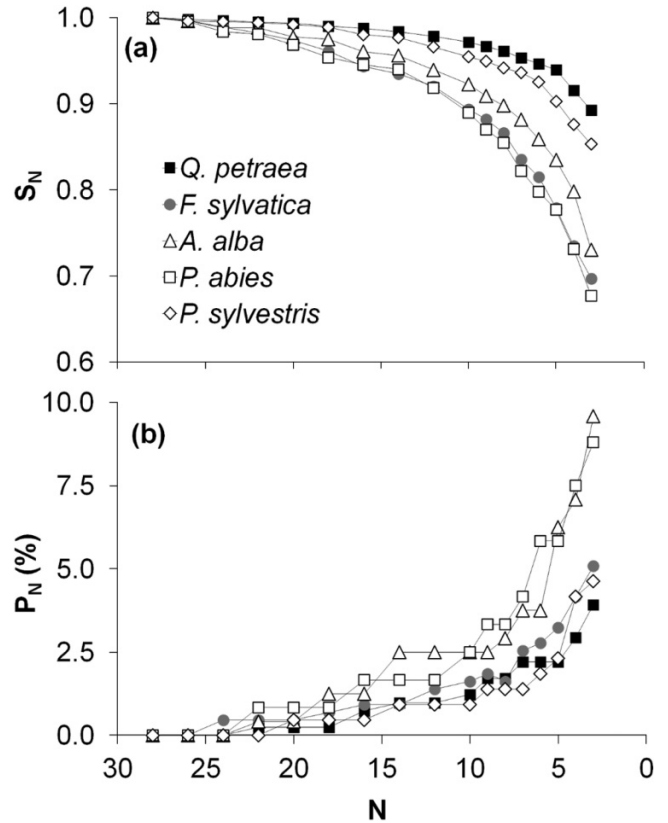 1.0
(a)
0.9
0.8
0.7
0.6
S_N
Q. petraea
F. sylvatica
A. alba
P. abies
P. sylvestris
10.0
(b)
7.5
5.0
2.5
0.0
P_N (%)
30 25 20 15 10 5 0
N